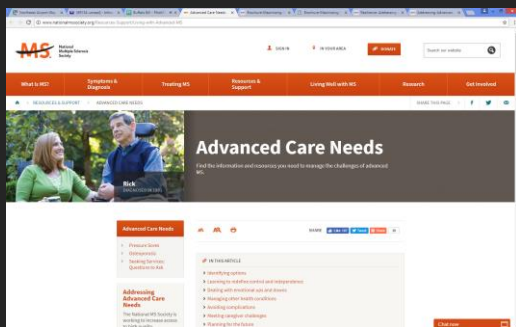 www.nationalmssociety.org/Resources-Support/Living-with-Advanced-MS
MS
National
Multiple Sclerosis
Society
SIGN IN
IN YOUR AREA
DONATE
Search our website
What is MS?
Symptoms &
Diagnosis
Treating MS
Resources &
Support
Living Well with MS
Research
Get Involved
RESOURCES & SUPPORT
ADVANCED CARE NEEDS
SHARE THIS PAGE
Advanced Care Needs
Find the information and resources you need to manage the challenges of advanced
MS.
Rick
Advanced Care Needs
Pressure Sores
Osteoporosis
Seeking Services:
Questions to Ask
SHARE
IN THIS ARTICLE
Identifying options
Learning to redefine control and independence
Dealing with emotional ups and downs
Managing other health conditions
Avoiding complications
Meeting caregiver challenges
Planning for the future
Addressing
Advanced Care
Needs
The National MS Society is
working to increase access
Chat now